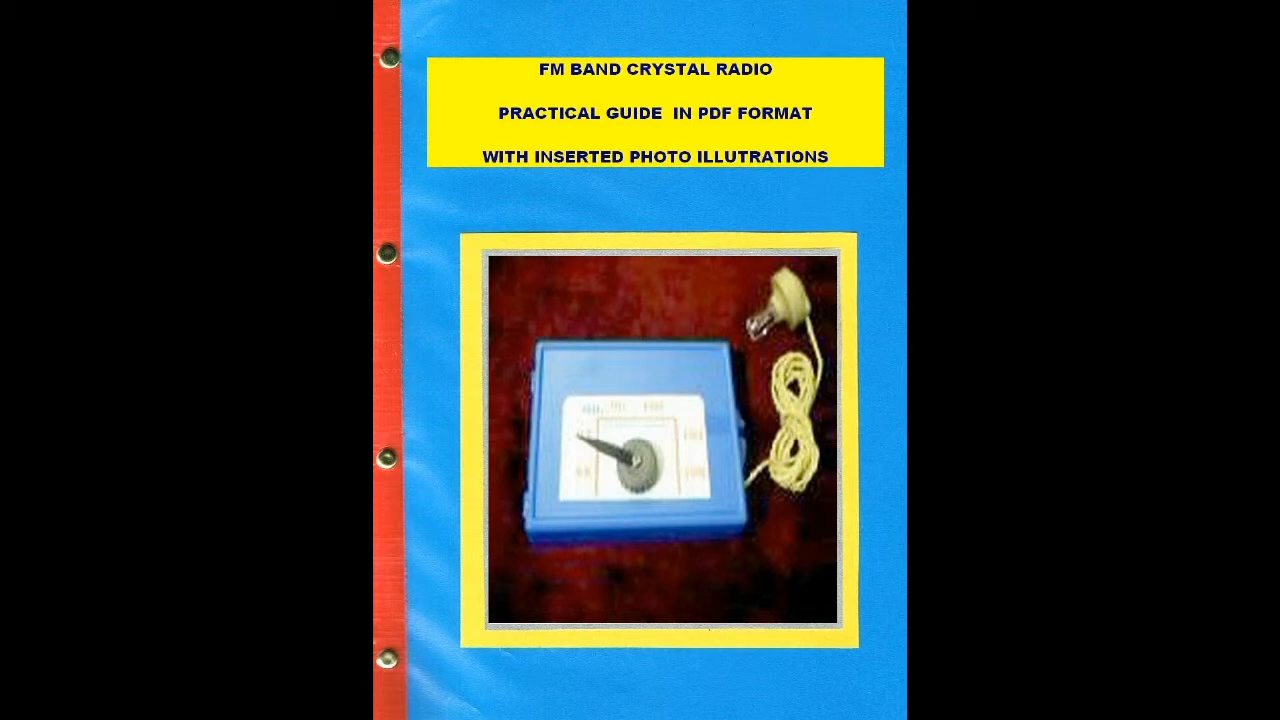 FM BAND CRYSTAL RADIO
PRACTICAL GUIDE IN PDF FORMAT
WITH INSERTED PHOTO ILLUTRATIONS